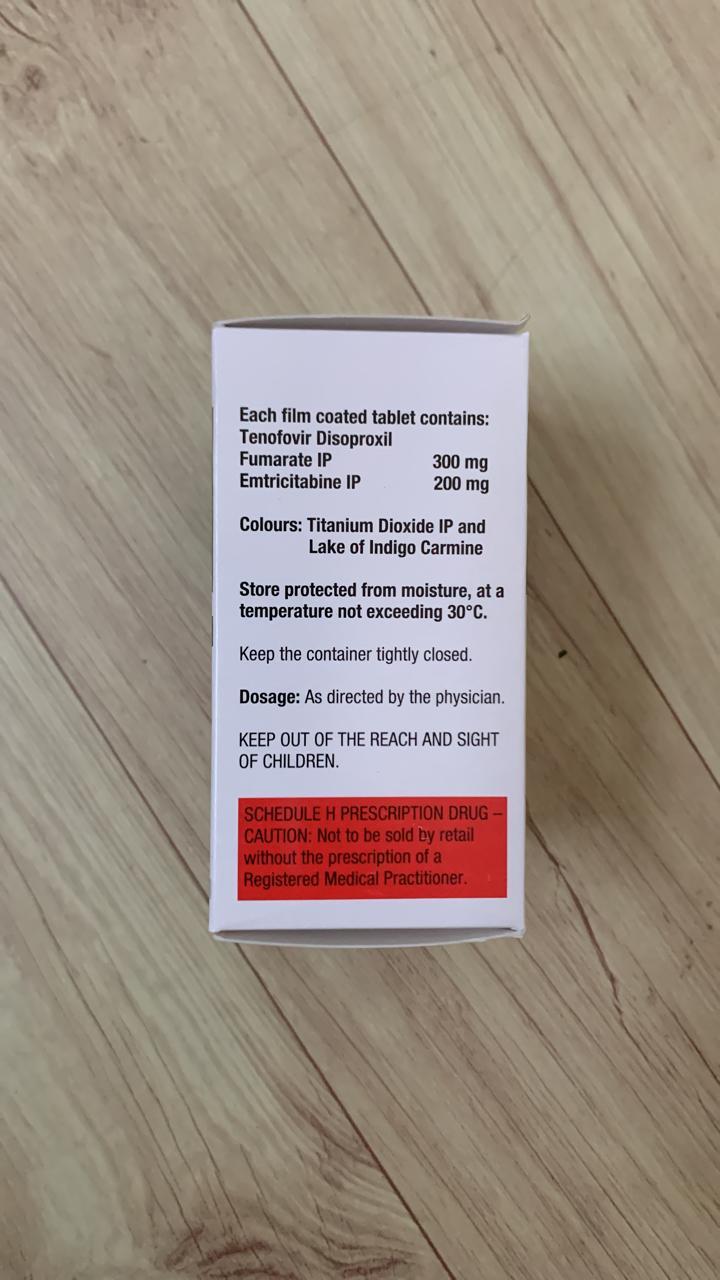 Each film coated tablet contains:
Tenofovir Disoproxil
Fumarate IP 300 mg
Emtricitabine IP 200 mg
Colours: Titanium Dioxide IP and
Lake of Indigo Carmine
Store protected from moisture, at a
temperature not exceeding 30°C.
Keep the container tightly closed.
Dosage: As directed by the physician.
KEEP OUT OF THE REACH AND SIGHT
OF CHILDREN.
SCHEDULE H PRESCRIPTION DRUG –
CAUTION: Not to be sold by retail
without the prescription of a
Registered Medical Practitioner.